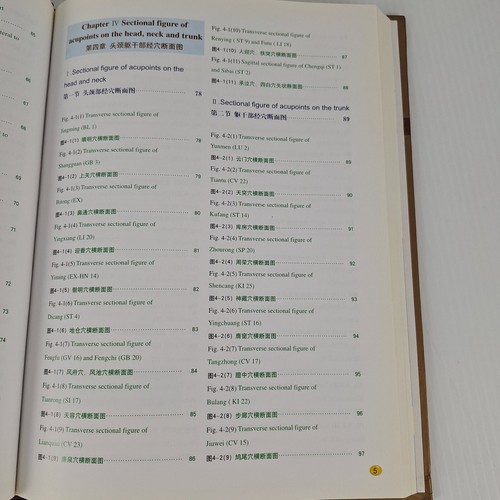 Chapter Ⅳ Sectional figure of
acupoints on the head, neck and trunk
第四章 头颈躯干部经穴断面图
Ⅰ.Sectional figure of acupoints on the
head and neck
第一节 头颈部经穴断面图 78
Fig. 4-1(1) Transverse sectional figure of
Jingming (BL 1)
图4-1(1) 睛明穴横断面图 78
Fig. 4-1(2) Transverse sectional figure of
Shangguan (GB 3)
图4-1(2) 上关穴横断面图 79
Fig. 4-1(3) Transverse sectional figure of
Bitong (EX)
图4-1(3) 鼻通穴横断面图 80
Fig. 4-1(4) Transverse sectional figure of
Yingxiang (LI 20)
图4-1(4) 迎香穴横断面图 81
Fig. 4-1(5) Transverse sectional figure of
Yiming (EX-HN 14)
图4-1(5) 翳明穴横断面图 82
Fig. 4-1(6) Transverse sectional figure of
Dicang (ST 4)
图4-1(6) 地仓穴横断面图 83
Fig. 4-1(7) Transverse sectional figure of
Fengfu (GV 16) and Fengchi (GB 20)
图4-1(7) 风府穴、风池穴横断面图 84
Fig. 4-1(8) Transverse sectional figure of
Tianrong (SI 17)
图4-1(8) 天容穴横断面图 85
Fig. 4-1(9) Transverse sectional figure of
Lianquan (CV 23)
图4-1(9) 廉泉穴横断面图 86
Fig. 4-1(10) Transverse sectional figure of
Renying (ST 9) and Futu (LI 18)
图4-1(10) 人迎穴、扶突穴横断面图 87
Fig. 4-1(11) Sagittal sectional figure of Chengqi (ST 1)
and Sibai (ST 2)
图4-1(11) 承泣穴、四白穴矢状断面图 88
Ⅱ.Sectional figure of acupoints on the trunk
第二节 躯干部经穴断面图 89
Fig. 4-2(1) Transverse sectional figure of
Yunmen (LU 2)
图4-2(1) 云门穴横断面图 89
Fig. 4-2(2) Transverse sectional figure of
Tiantu (CV 22)
图4-2(2) 天突穴横断面图 90
Fig. 4-2(3) Transverse sectional figure of
Kufang (ST 14)
图4-2(3) 库房穴横断面图 91
Fig. 4-2(4) Transverse sectional figure of
Zhourong (SP 20)
图4-2(4) 周荣穴横断面图 92
Fig. 4-2(5) Transverse sectional figure of
Shencang (KI 25)
图4-2(5) 神藏穴横断面图 93
Fig. 4-2(6) Transverse sectional figure of
Yingchuang (ST 16)
图4-2(6) 膺窗穴横断面图 94
Fig. 4-2(7) Transverse sectional figure of
Tangzhong (CV 17)
图4-2(7) 膻中穴横断面图 95
Fig. 4-2(8) Transverse sectional figure of
Bulang ( KI 22)
图4-2(8) 步廊穴横断面图 96
Fig. 4-2(9) Transverse sectional figure of
Jiuwei (CV 15)
图4-2(9) 鸠尾穴横断面图 97
5